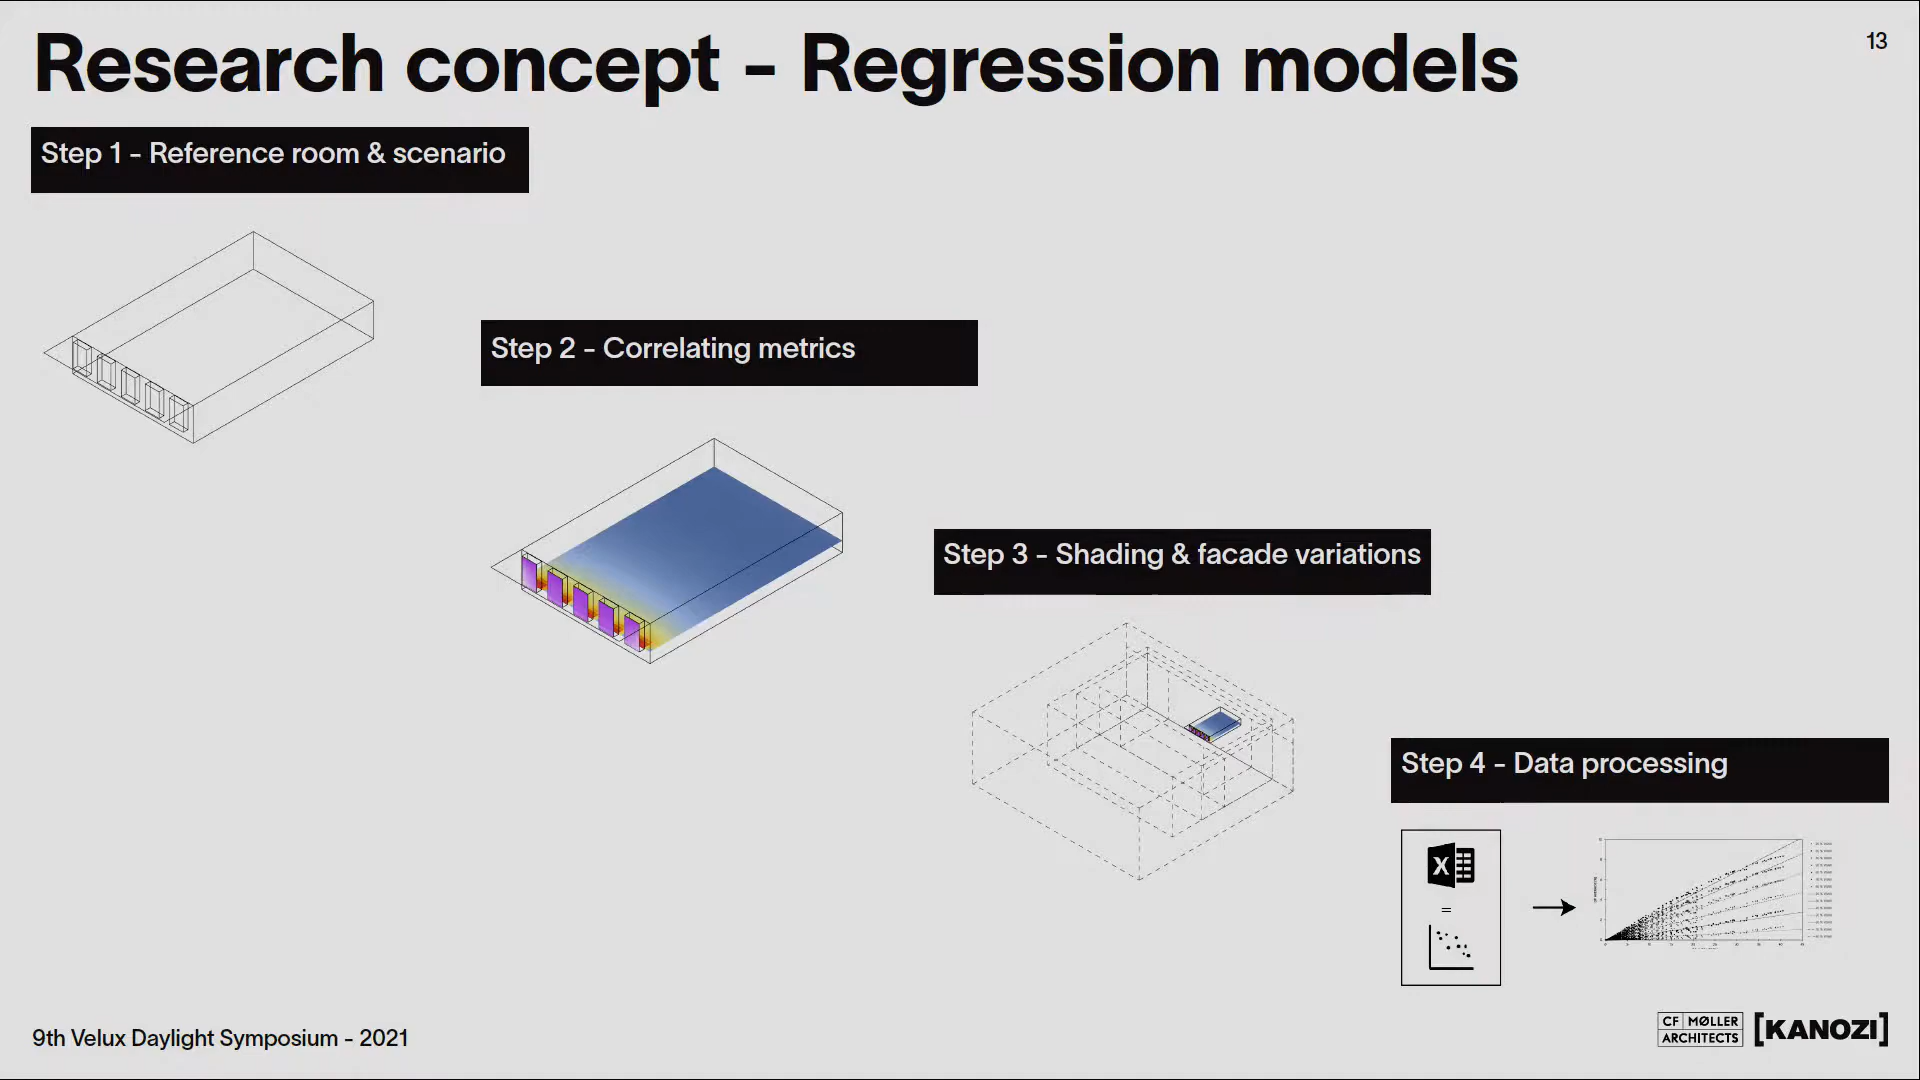 Research concept - Regression models
13
Step 1 - Reference room & scenario
Step 2 - Correlating metrics
Step 3 - Shading & facade variations
Step 4 - Data processing
X
=
9th Velux Daylight Symposium - 2021
CF MØLLER
ARCHITECTS
[KANOZI]